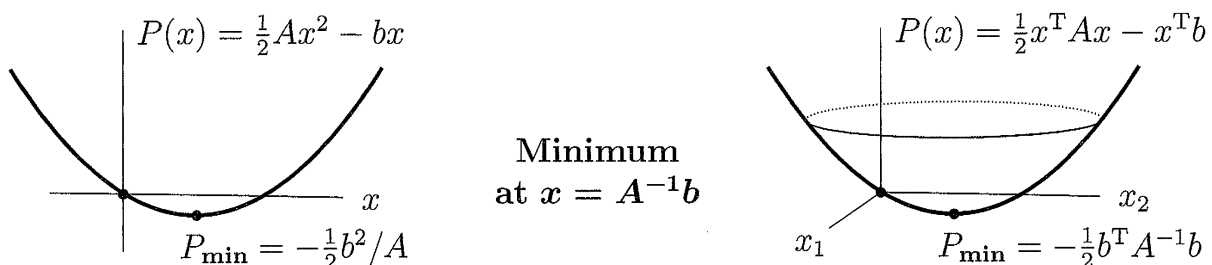 P(x) = ½Ax² − bx
x
P_min = −½b²/A
Minimum
at x = A⁻¹b
P(x) = ½xᵀAx − xᵀb
x₂
x₁
P_min = −½bᵀA⁻¹b